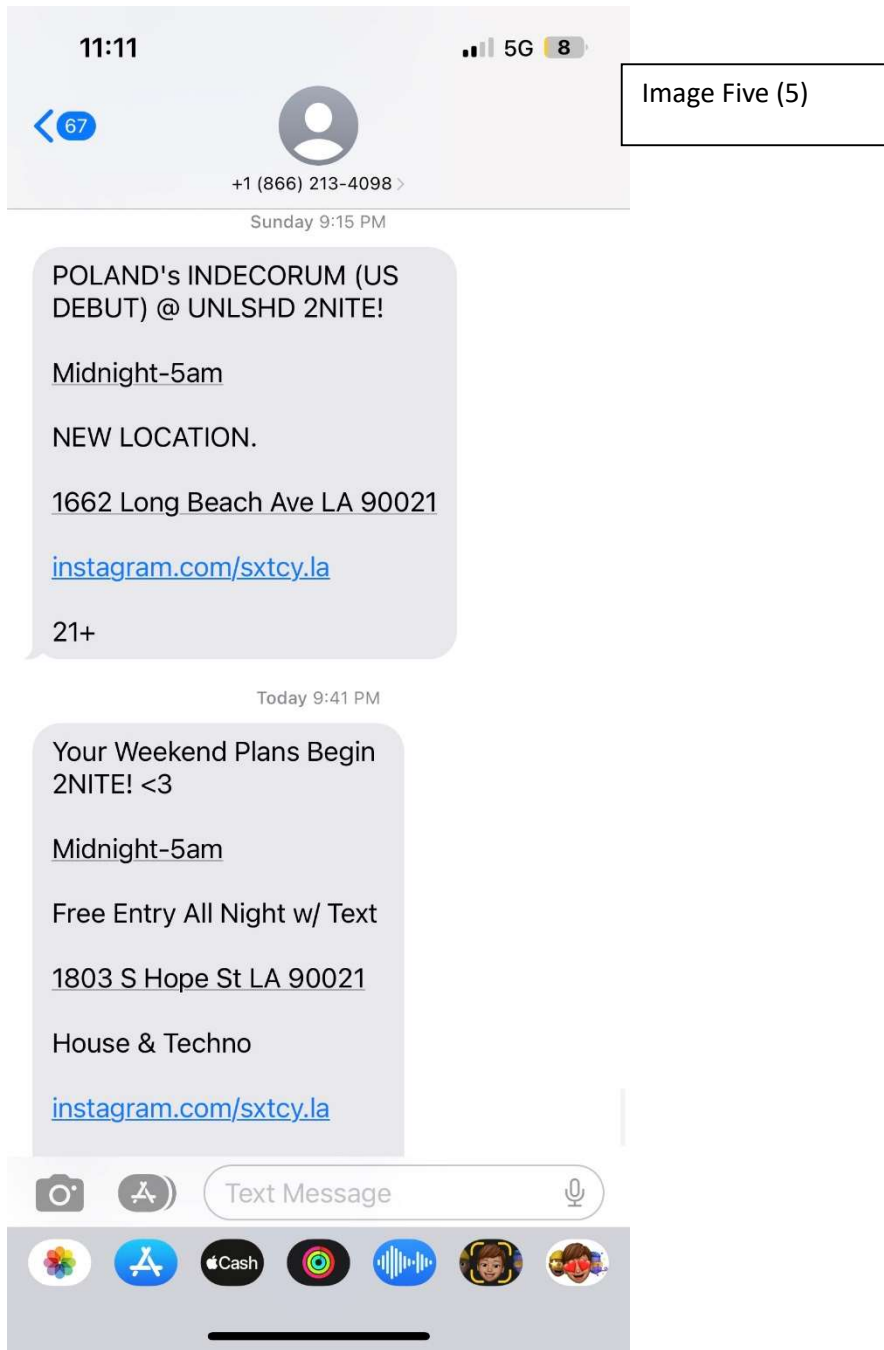 11:11
5G 8
Image Five (5)
67
+1 (866) 213-4098 >
Sunday 9:15 PM
POLAND's INDECORUM (US
DEBUT) @ UNLSHD 2NITE!
Midnight-5am
NEW LOCATION.
1662 Long Beach Ave LA 90021
instagram.com/sxtcy.la
21+
Today 9:41 PM
Your Weekend Plans Begin
2NITE! <3
Midnight-5am
Free Entry All Night w/ Text
1803 S Hope St LA 90021
House & Techno
instagram.com/sxtcy.la
Text Message
Cash